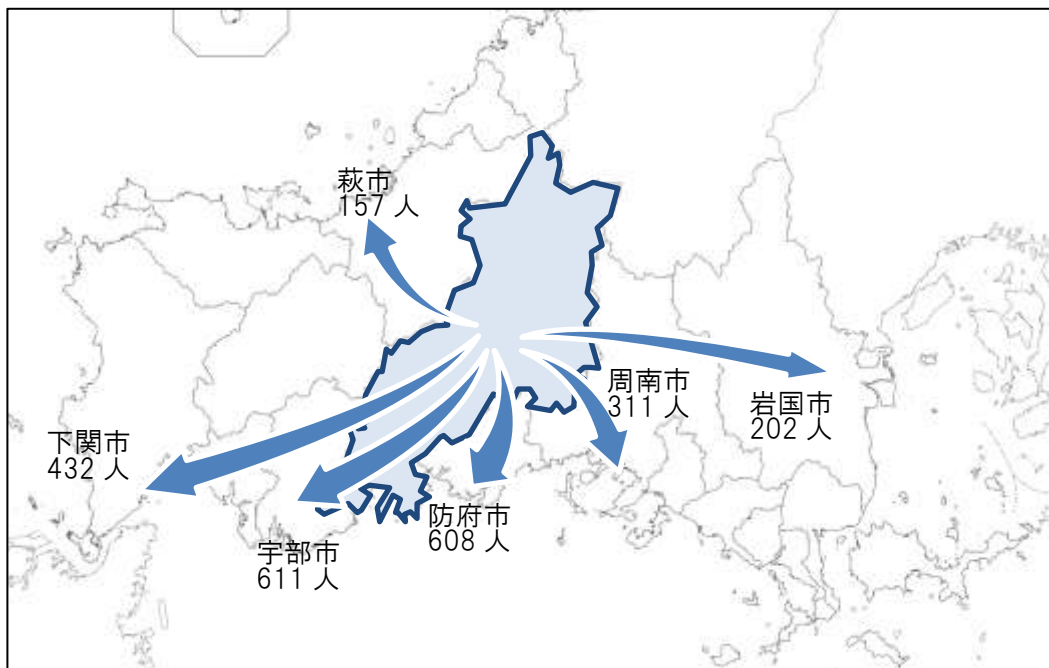 萩市
157 人
周南市
311 人
岩国市
202 人
下関市
432 人
防府市
608 人
宇部市
611 人